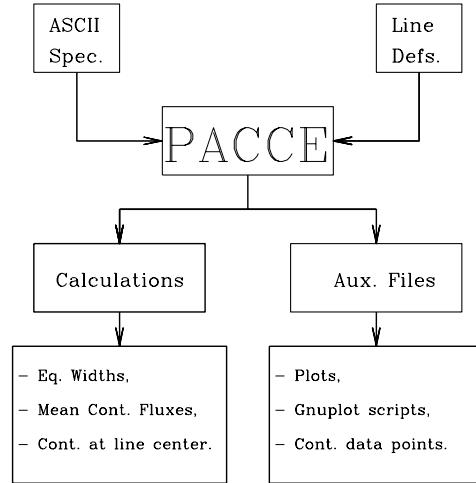 ASCII
Spec.
Line
Defs.
PACCE
Calculations
Aux. Files
- Eq. Widths,
- Mean Cont. Fluxes,
- Cont. at line center.
- Plots,
- Gnuplot scripts,
- Cont. data points.